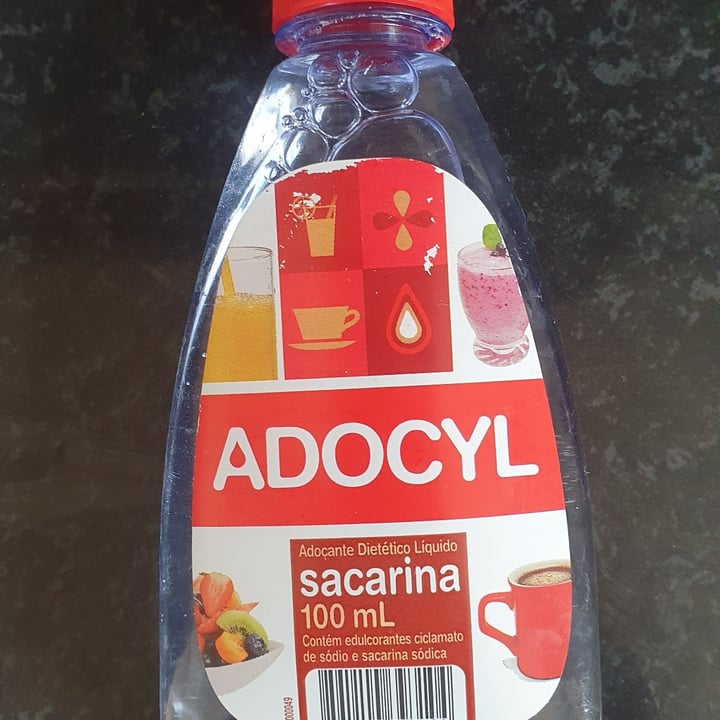 ADOCYL
Adoçante Dietético Líquido
sacarina
100 mL
Contém edulcorantes ciclamato
de sódio e sacarina sódica